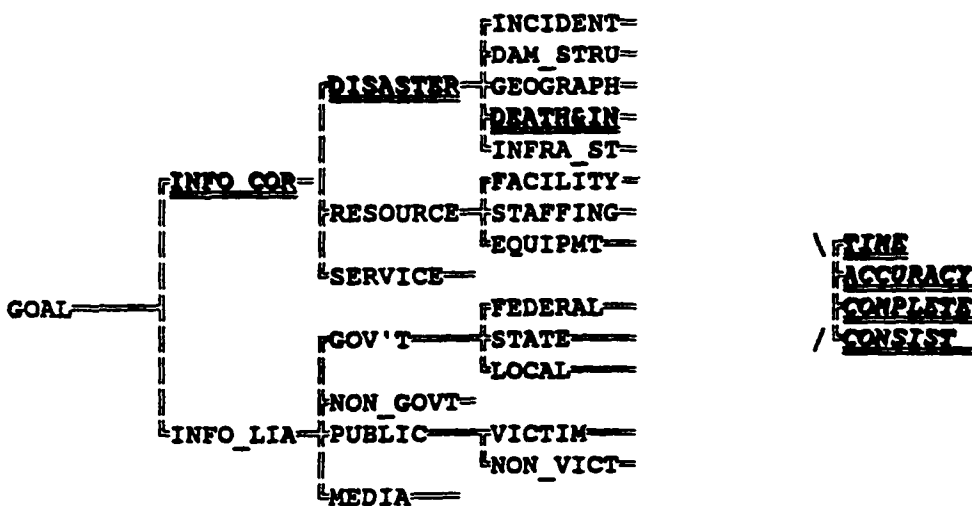 INCIDENT
DAM_STRU
DISASTER GEOGRAPH
DEATH&IN
INFRA_ST
INFO_COR FACILITY
RESOURCE STAFFING
EQUIPMT \ TIME
SERVICE ACCURACY
GOAL FEDERAL COMPLETE
GOV'T STATE / CONSIST
LOCAL
NON_GOVT
INFO_LIA PUBLIC VICTIM
NON_VICT
MEDIA